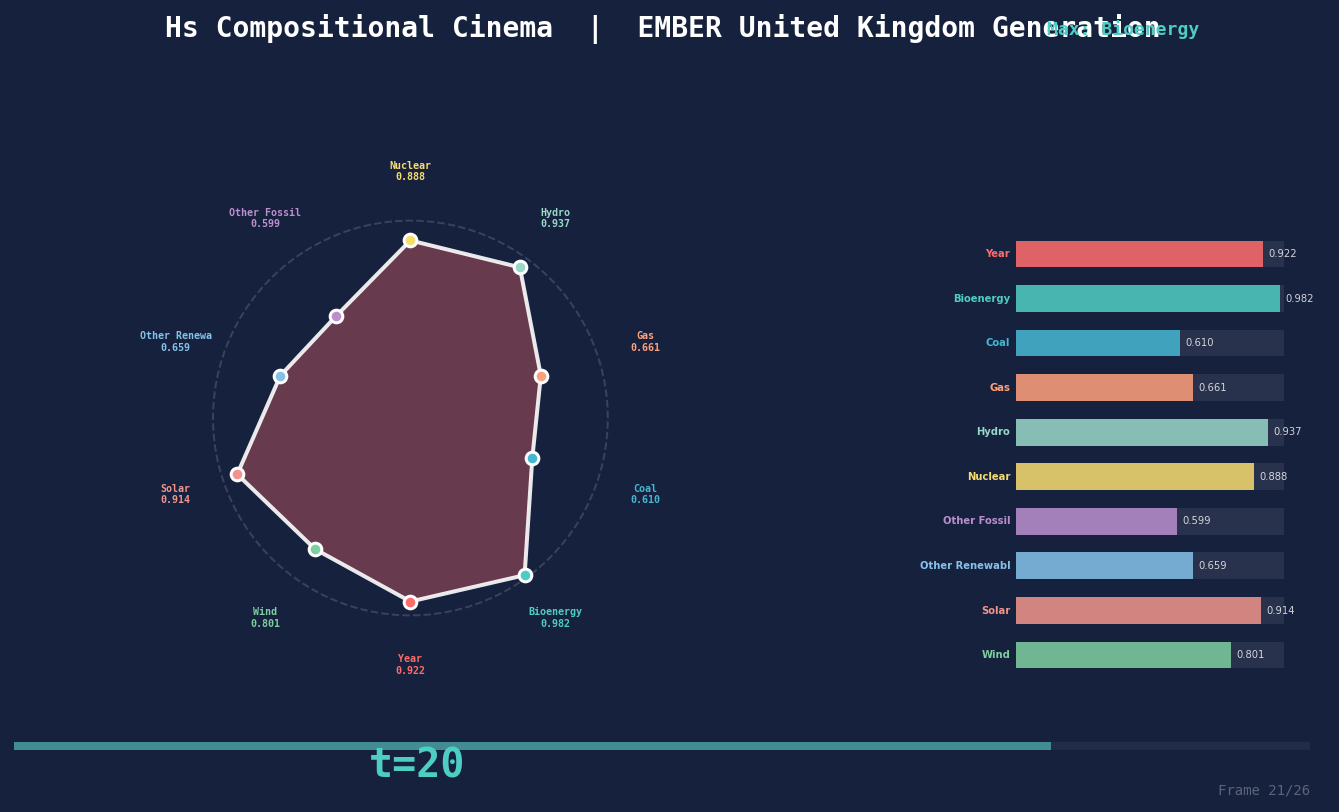 Hs Compositional Cinema | EMBER United Kingdom Generation
Max: Bioenergy
Nuclear
0.888
Other Fossil
0.599
Hydro
0.937
Other Renewa
0.659
Gas
0.661
Solar
0.914
Coal
0.610
Wind
0.801
Bioenergy
0.982
Year
0.922
Year 0.922
Bioenergy 0.982
Coal 0.610
Gas 0.661
Hydro 0.937
Nuclear 0.888
Other Fossil 0.599
Other Renewabl 0.659
Solar 0.914
Wind 0.801
t=20
Frame 21/26